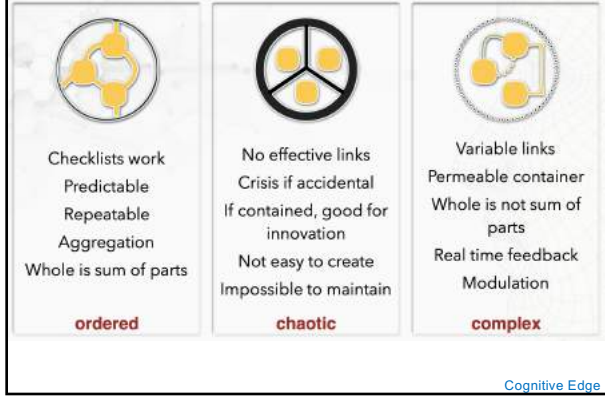 Checklists work
Predictable
Repeatable
Aggregation
Whole is sum of parts
ordered
No effective links
Crisis if accidental
If contained, good for
innovation
Not easy to create
Impossible to maintain
chaotic
Variable links
Permeable container
Whole is not sum of
parts
Real time feedback
Modulation
complex
Cognitive Edge